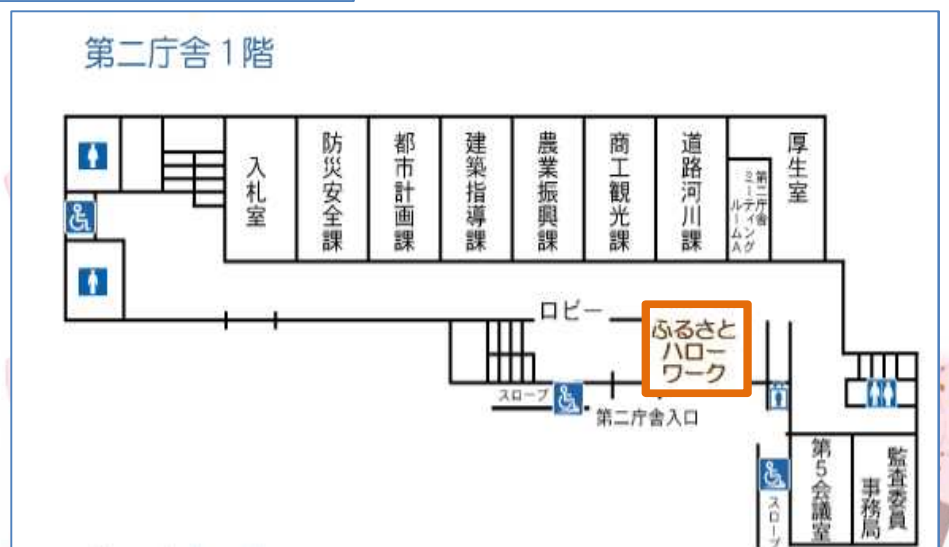 第二庁舎1階
入札室
防災安全課
都市計画課
建築指導課
農業振興課
商工観光課
道路河川課
第二庁舎
ミーティング
ルームA
厚生室
ロビー
ふるさと
ハロー
ワーク
スロープ
第二庁舎入口
スロープ
第5会議室
監査委員
事務局